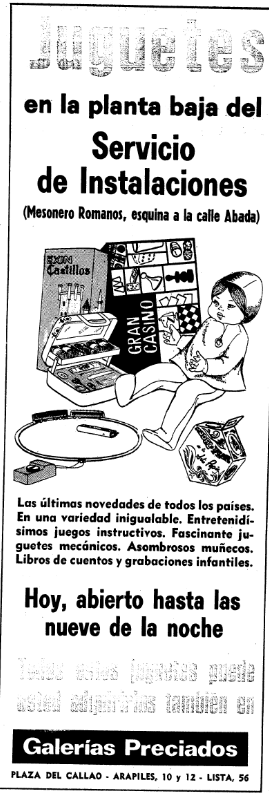 Juguetes
en la planta baja del
Servicio
de Instalaciones
(Mesonero Romanos, esquina a la calle Abada)
EXIN
Castillos
GRAN
CASINO
Las últimas novedades de todos los países.
En una variedad inigualable. Entretenidí-
simos juegos instructivos. Fascinante ju-
guetes mecánicos. Asombrosos muñecos.
Libros de cuentos y grabaciones infantiles.
Hoy, abierto hasta las
nueve de la noche
Todos estos juguetes puede
usted adquirirlos también en
Galerías Preciados
PLAZA DEL CALLAO - ARAPILES, 10 y 12 - LISTA, 56